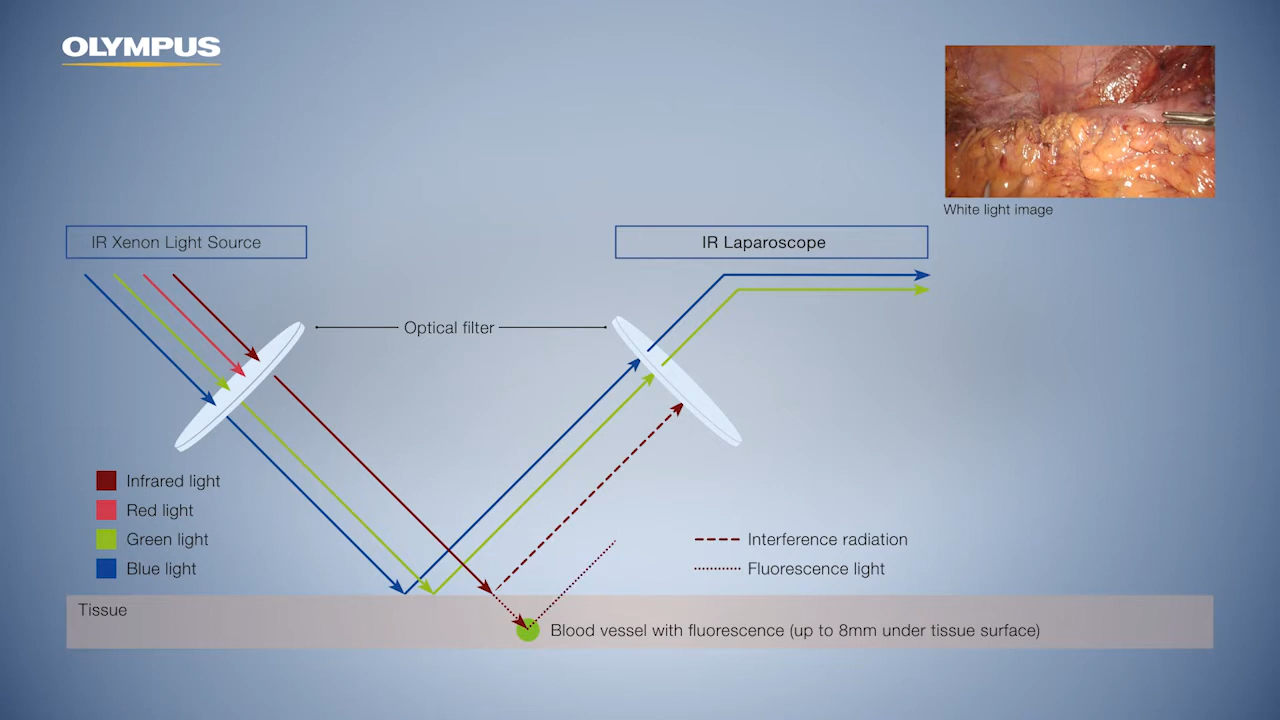 OLYMPUS
White light image
IR Xenon Light Source
IR Laparoscope
Optical filter
Infrared light
Red light
Green light
Blue light
Interference radiation
Fluorescence light
Tissue
Blood vessel with fluorescence (up to 8mm under tissue surface)